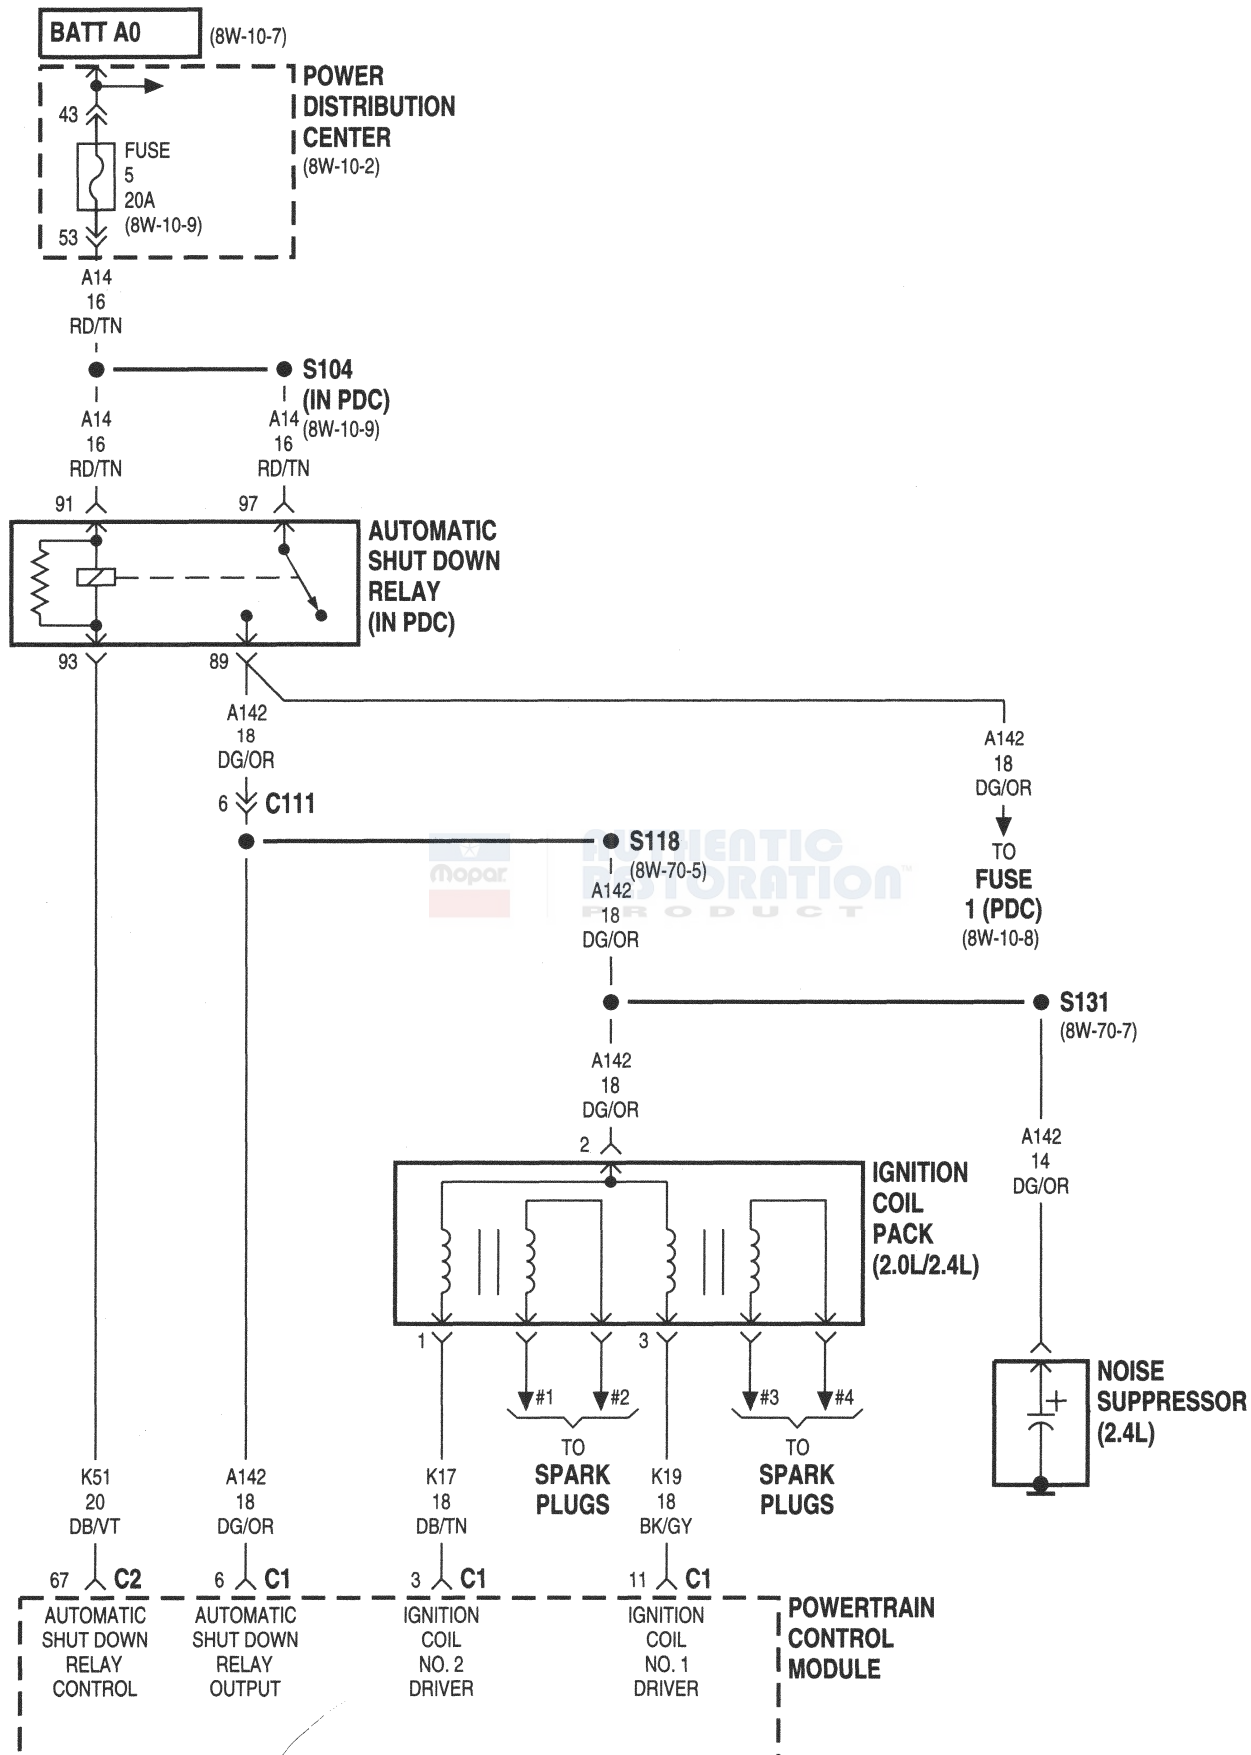 BATT A0
(8W-10-7)
POWER
DISTRIBUTION
CENTER
(8W-10-2)
43
FUSE
5
20A
(8W-10-9)
53
A14
16
RD/TN
S104
(IN PDC)
(8W-10-9)
A14
16
RD/TN
A14
16
RD/TN
91
97
AUTOMATIC
SHUT DOWN
RELAY
(IN PDC)
93
89
A142
18
DG/OR
A142
18
DG/OR
6
C111
TO
FUSE
1 (PDC)
(8W-10-8)
S118
(8W-70-5)
Mopar
AUTHENTIC
RESTORATION™
PRODUCT
A142
18
DG/OR
S131
(8W-70-7)
A142
18
DG/OR
2
A142
14
DG/OR
IGNITION
COIL
PACK
(2.0L/2.4L)
1
3
#1
#2
#3
#4
TO
SPARK
PLUGS
TO
SPARK
PLUGS
NOISE
SUPPRESSOR
(2.4L)
K51
20
DB/VT
A142
18
DG/OR
K17
18
DB/TN
K19
18
BK/GY
67
C2
6
C1
3
C1
11
C1
AUTOMATIC
SHUT DOWN
RELAY
CONTROL
AUTOMATIC
SHUT DOWN
RELAY
OUTPUT
IGNITION
COIL
NO. 2
DRIVER
IGNITION
COIL
NO. 1
DRIVER
POWERTRAIN
CONTROL
MODULE